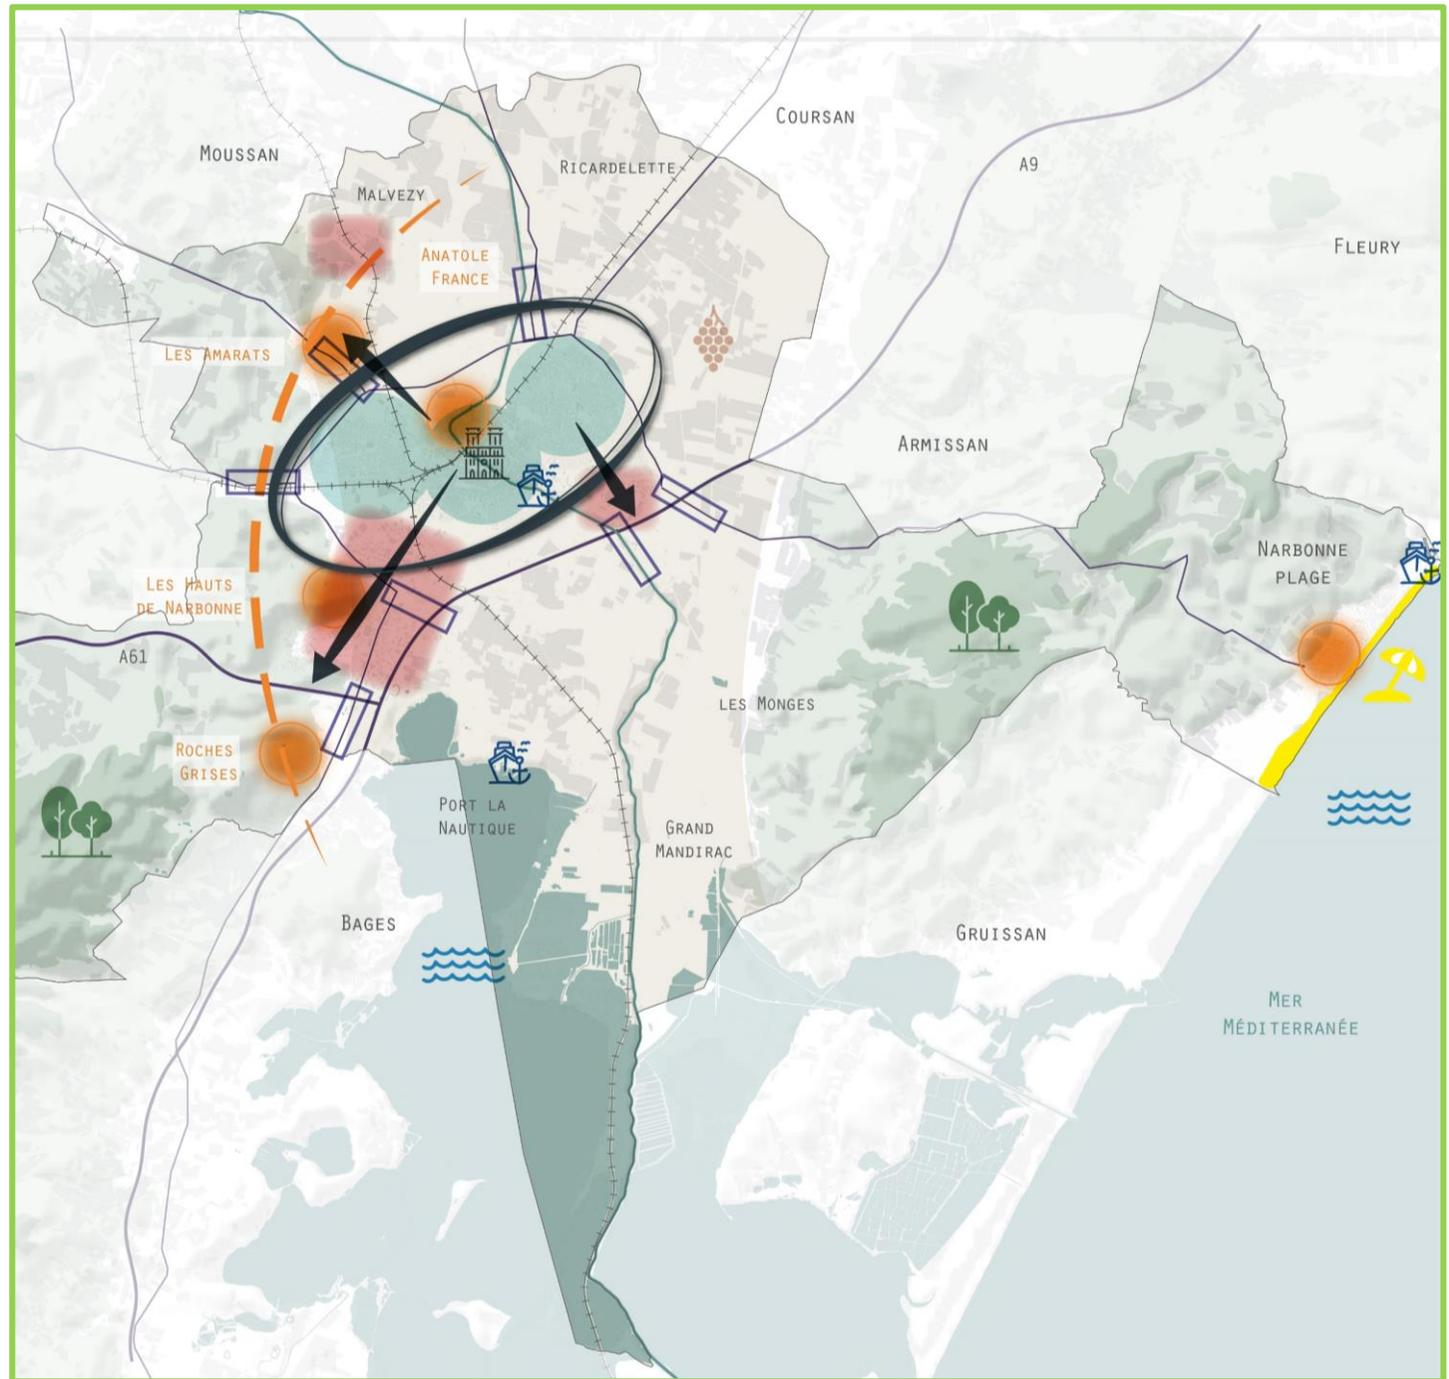 COURSAN
MOUSSAN
A9
RICARDELETTE
MALVEZY
FLEURY
ANATOLE
FRANCE
LES AMARATS
ARMISSAN
NARBONNE
PLAGE
LES HAUTS
DE NARBONNE
A61
LES MONGES
ROCHES
GRISES
PORT LA
NAUTIQUE
GRAND
MANDIRAC
BAGES
GRUISSAN
MER
MÉDITERRANÉE